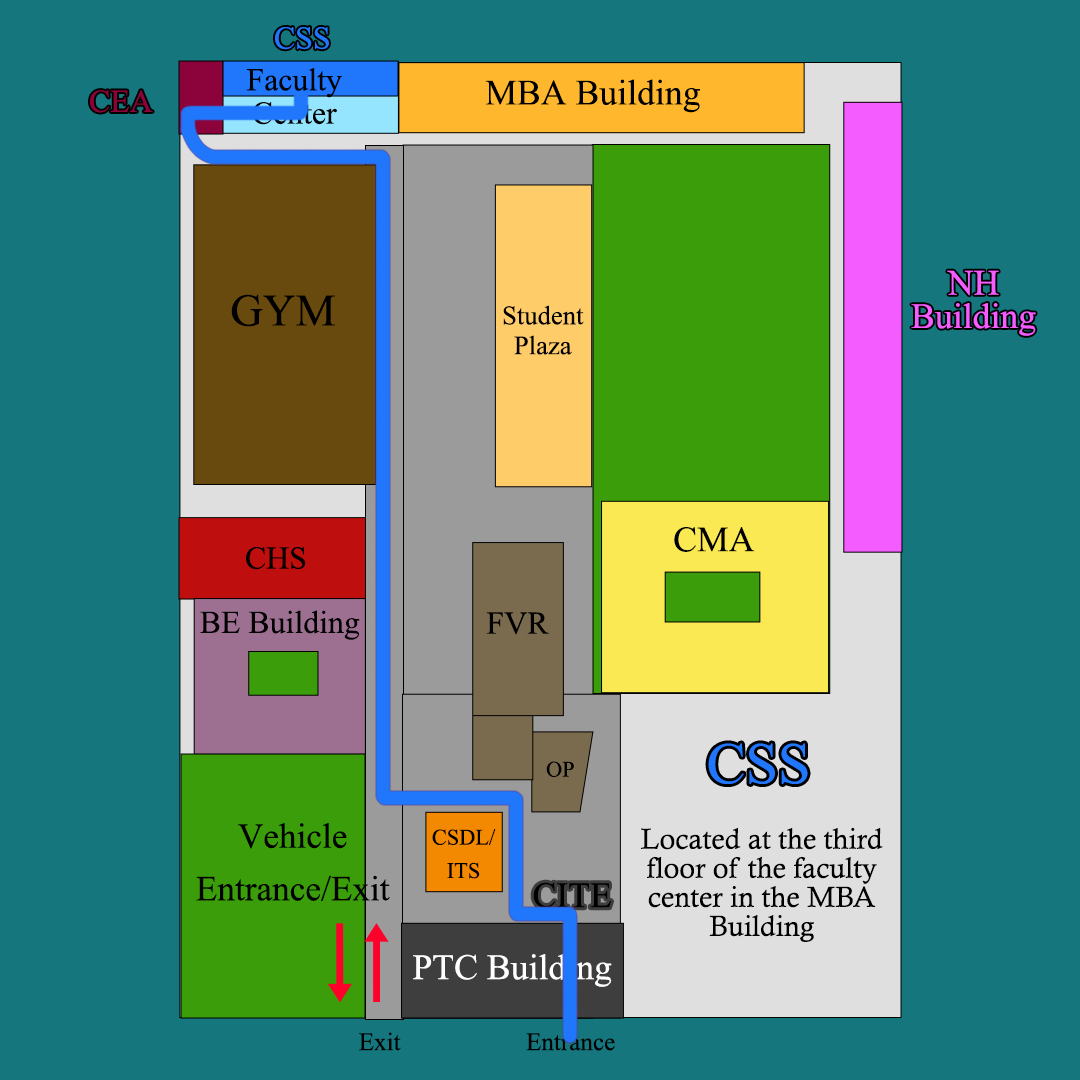 CSS
CEA
Faculty
Center
MBA Building
NH
Building
GYM
Student
Plaza
CHS
CMA
BE Building
FVR
OP
CSS
Vehicle
Entrance/Exit
CSDL/
ITS
CITE
Located at the third
floor of the faculty
center in the MBA
Building
PTC Building
Exit
Entrance